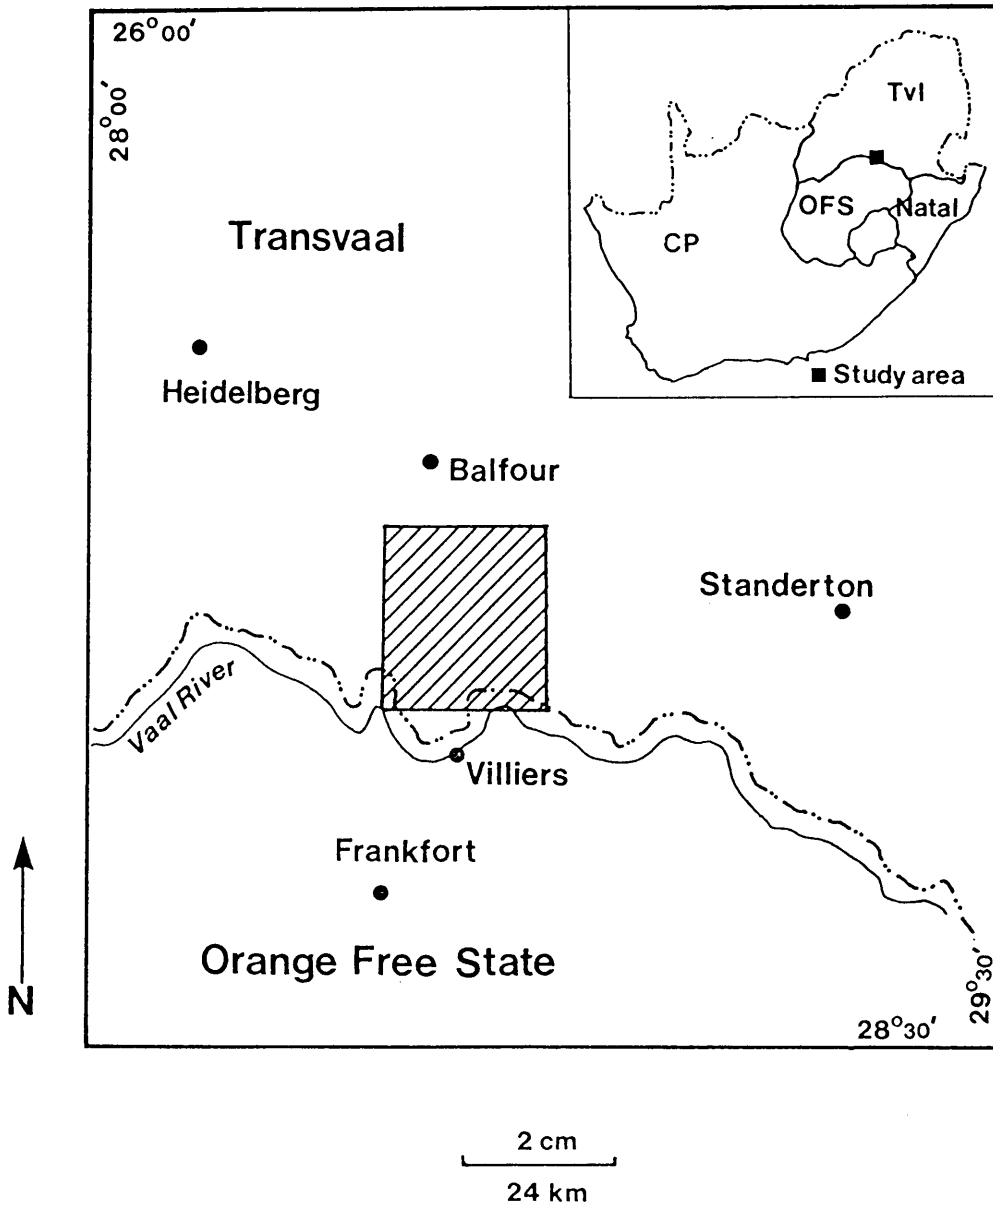 26°00'
28°00'
Tvl
OFS
Natal
CP
Study area
Transvaal
Heidelberg
Balfour
Standerton
Vaal River
Villiers
Frankfort
Orange Free State
N
29°30'
28°30'
2 cm
24 km